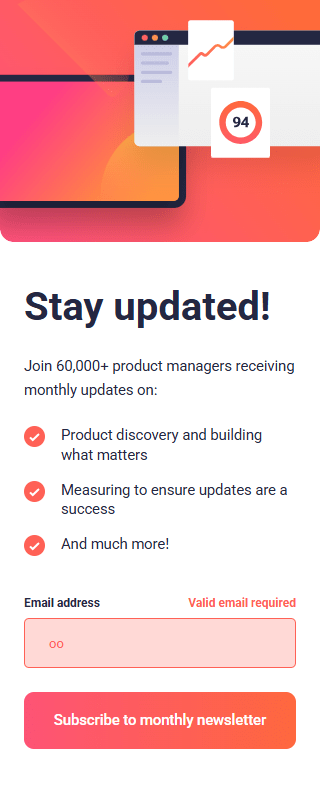 94
Stay updated!
Join 60,000+ product managers receiving
monthly updates on:
Product discovery and building
what matters
Measuring to ensure updates are a
success
And much more!
Email address Valid email required
oo
Subscribe to monthly newsletter